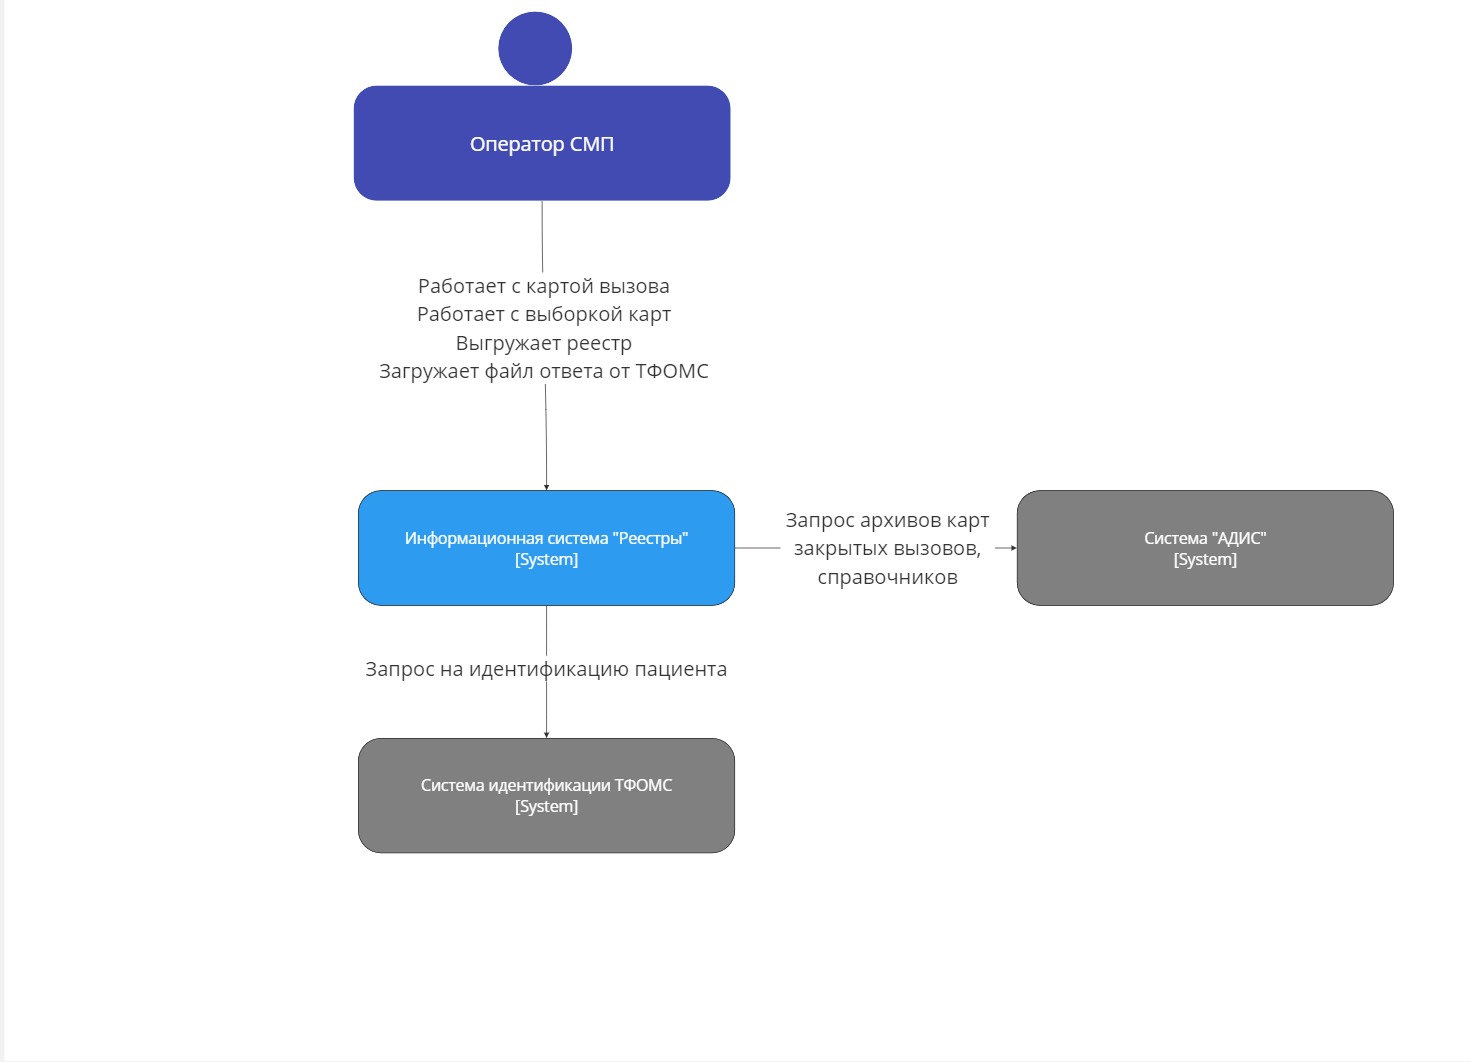 Оператор СМП
Работает с картой вызова
Работает с выборкой карт
Выгружает реестр
Загружает файл ответа от ТФОМС
Информационная система "Реестры"
[System]
Запрос архивов карт
закрытых вызовов,
справочников
Система "АДИС"
[System]
Запрос на идентификацию пациента
Система идентификации ТФОМС
[System]